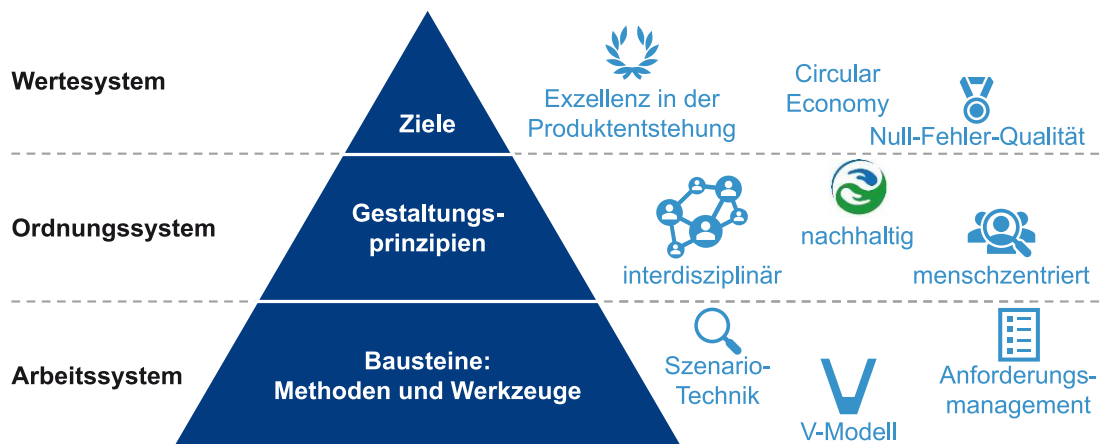 Wertesystem
Ziele
Exzellenz in der
Produktentstehung
Circular
Economy
Null-Fehler-Qualität
Ordnungssystem
Gestaltungs-
prinzipien
interdisziplinär
nachhaltig
menschzentriert
Arbeitssystem
Bausteine:
Methoden und Werkzeuge
Szenario-
Technik
V-Modell
Anforderungs-
management